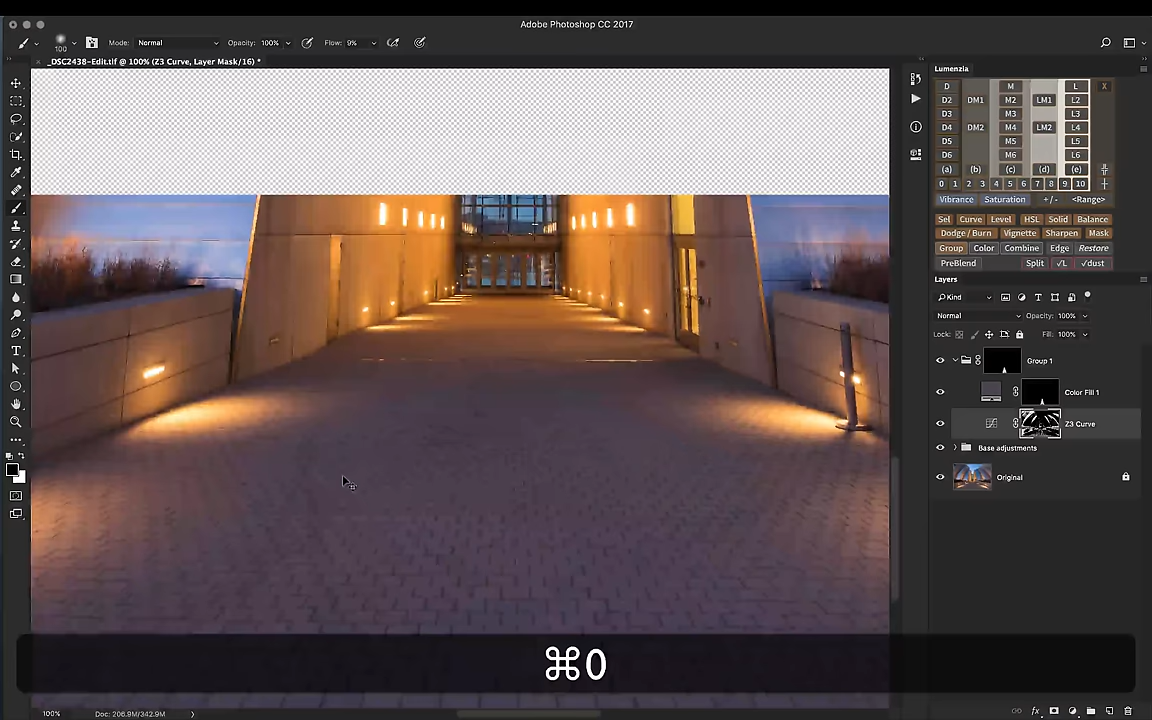 Adobe Photoshop CC 2017
100
Mode: Normal
Opacity: 100%
Flow: 9%
_DSC2438-Edit.tif @ 100% (Z3 Curve, Layer Mask/16) *
Lumenzia
D M L X
D2 DM1 M2 LM1 L2
D3 M3 L3
D4 DM2 M4 LM2 L4
D5 M5 L5
D6 M6 L6
(a) (b) (c) (d) (e)
0 1 2 3 4 5 6 7 8 9 10
Vibrance Saturation +/- <Range>
Sel Curve Level HSL Solid Balance
Dodge / Burn Vignette Sharpen Mask
Group Color Combine Edge Restore
PreBlend Split √L √dust
Layers
Kind
Normal Opacity: 100%
Lock: Fill: 100%
Group 1
Color Fill 1
Z3 Curve
Base adjustments
Original
⌘0
100% Doc: 206.9M/342.9M